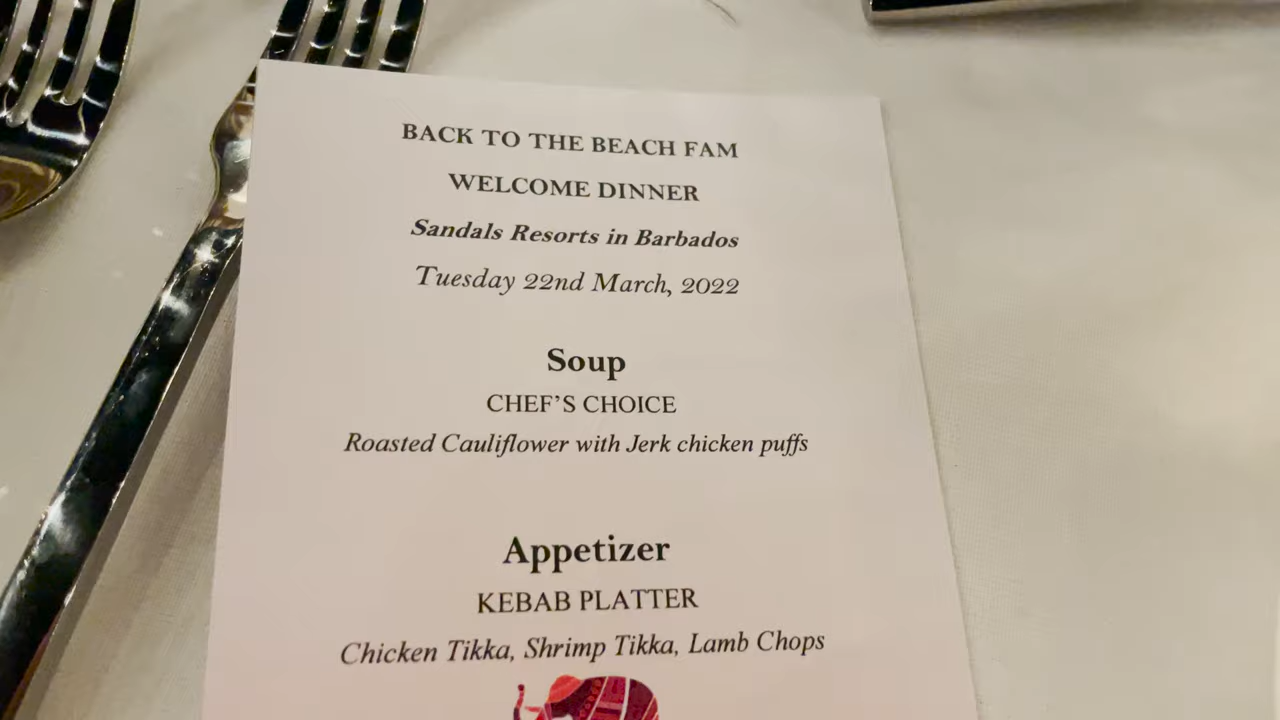 BACK TO THE BEACH FAM
WELCOME DINNER
Sandals Resorts in Barbados
Tuesday 22nd March, 2022
Soup
CHEF'S CHOICE
Roasted Cauliflower with Jerk chicken puffs
Appetizer
KEBAB PLATTER
Chicken Tikka, Shrimp Tikka, Lamb Chops